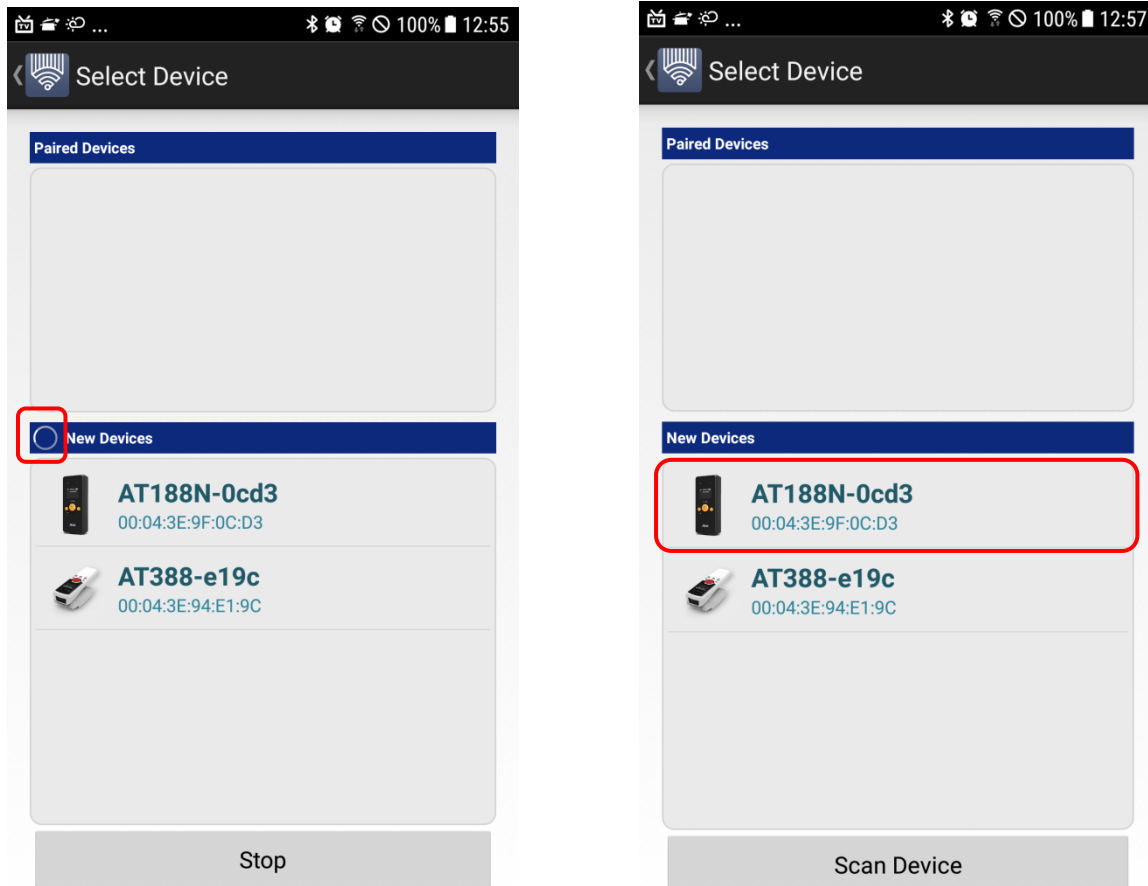 ... 100% 12:55
Select Device
Paired Devices
New Devices
AT188N-0cd3
00:04:3E:9F:0C:D3
AT388-e19c
00:04:3E:94:E1:9C
Stop
... 100% 12:57
Select Device
Paired Devices
New Devices
AT188N-0cd3
00:04:3E:9F:0C:D3
AT388-e19c
00:04:3E:94:E1:9C
Scan Device